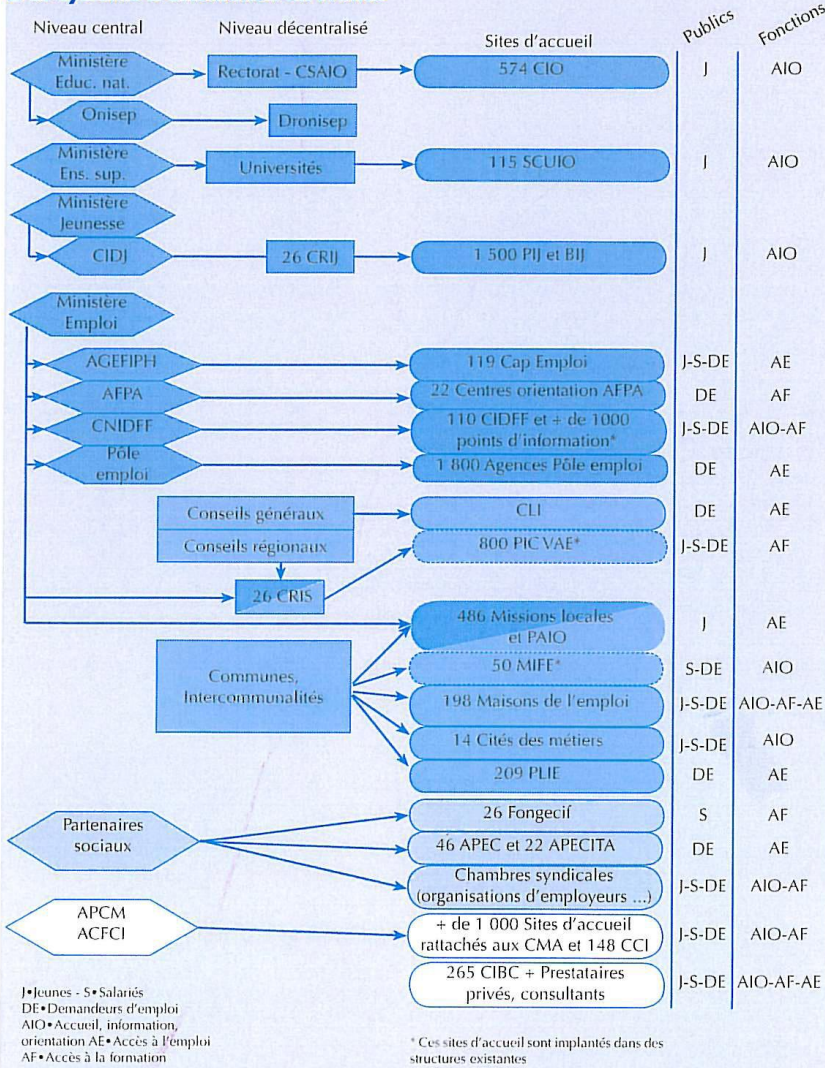 Niveau central
Niveau décentralisé
Sites d'accueil
Publics
Fonctions
Ministère
Educ. nat.
Rectorat - CSAIO
574 CIO
J
AIO
Onisep
Dronisep
Ministère
Ens. sup.
Universités
115 SCUIO
J
AIO
Ministère
Jeunesse
CIDJ
26 CRIJ
1 500 PIJ et BIJ
J
AIO
Ministère
Emploi
AGEFIPH
119 Cap Emploi
J-S-DE
AE
AFPA
22 Centres orientation AFPA
DE
AF
CNIDFF
110 CIDFF et + de 1000
points d'information*
J-S-DE
AIO-AF
Pôle
emploi
1 800 Agences Pôle emploi
DE
AE
Conseils généraux
CLI
DE
AE
Conseils régionaux
800 PIC VAE*
J-S-DE
AF
26 CRIS
486 Missions locales
et PAIO
J
AE
Communes,
Intercommunalités
50 MIFE*
S-DE
AIO
198 Maisons de l'emploi
J-S-DE
AIO-AF-AE
14 Cités des métiers
J-S-DE
AIO
209 PLIE
DE
AE
Partenaires
sociaux
26 Fongecif
S
AF
46 APEC et 22 APECITA
DE
AE
Chambres syndicales
(organisations d'employeurs ...)
J-S-DE
AIO-AF
APCM
ACFCI
+ de 1 000 Sites d'accueil
rattachés aux CMA et 148 CCI
J-S-DE
AIO-AF
265 CIBC + Prestataires
privés, consultants
J-S-DE
AIO-AF-AE
J•Jeunes - S•Salariés
DE•Demandeurs d'emploi
AIO•Accueil, information,
orientation AE•Accès à l'emploi
AF•Accès à la formation
* Ces sites d'accueil sont implantés dans des
structures existantes